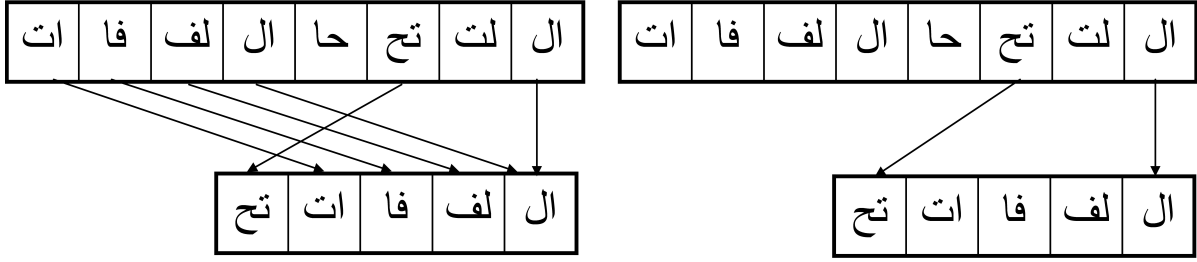 ال لت تح حا ال لف فا ات
ال لف فا ات تح
ال لت تح حا ال لف فا ات
ال لف فا ات تح